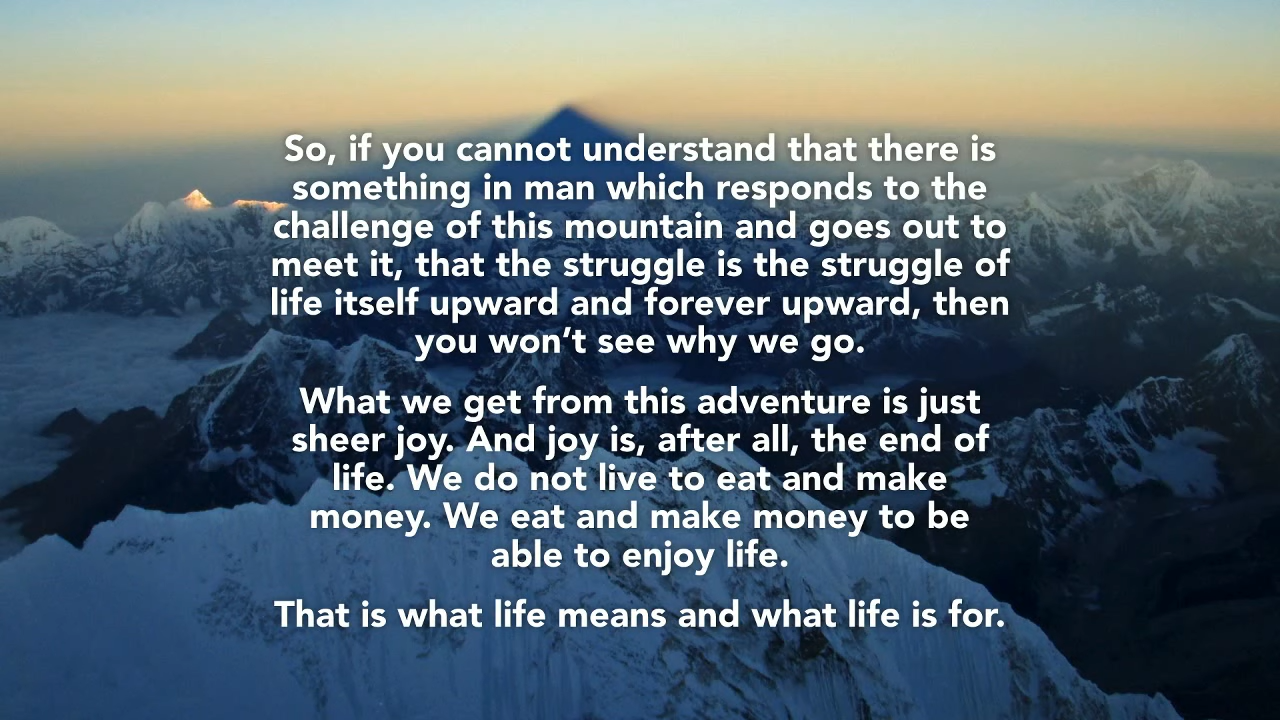 So, if you cannot understand that there is
something in man which responds to the
challenge of this mountain and goes out to
meet it, that the struggle is the struggle of
life itself upward and forever upward, then
you won’t see why we go.
What we get from this adventure is just
sheer joy. And joy is, after all, the end of
life. We do not live to eat and make
money. We eat and make money to be
able to enjoy life.
That is what life means and what life is for.